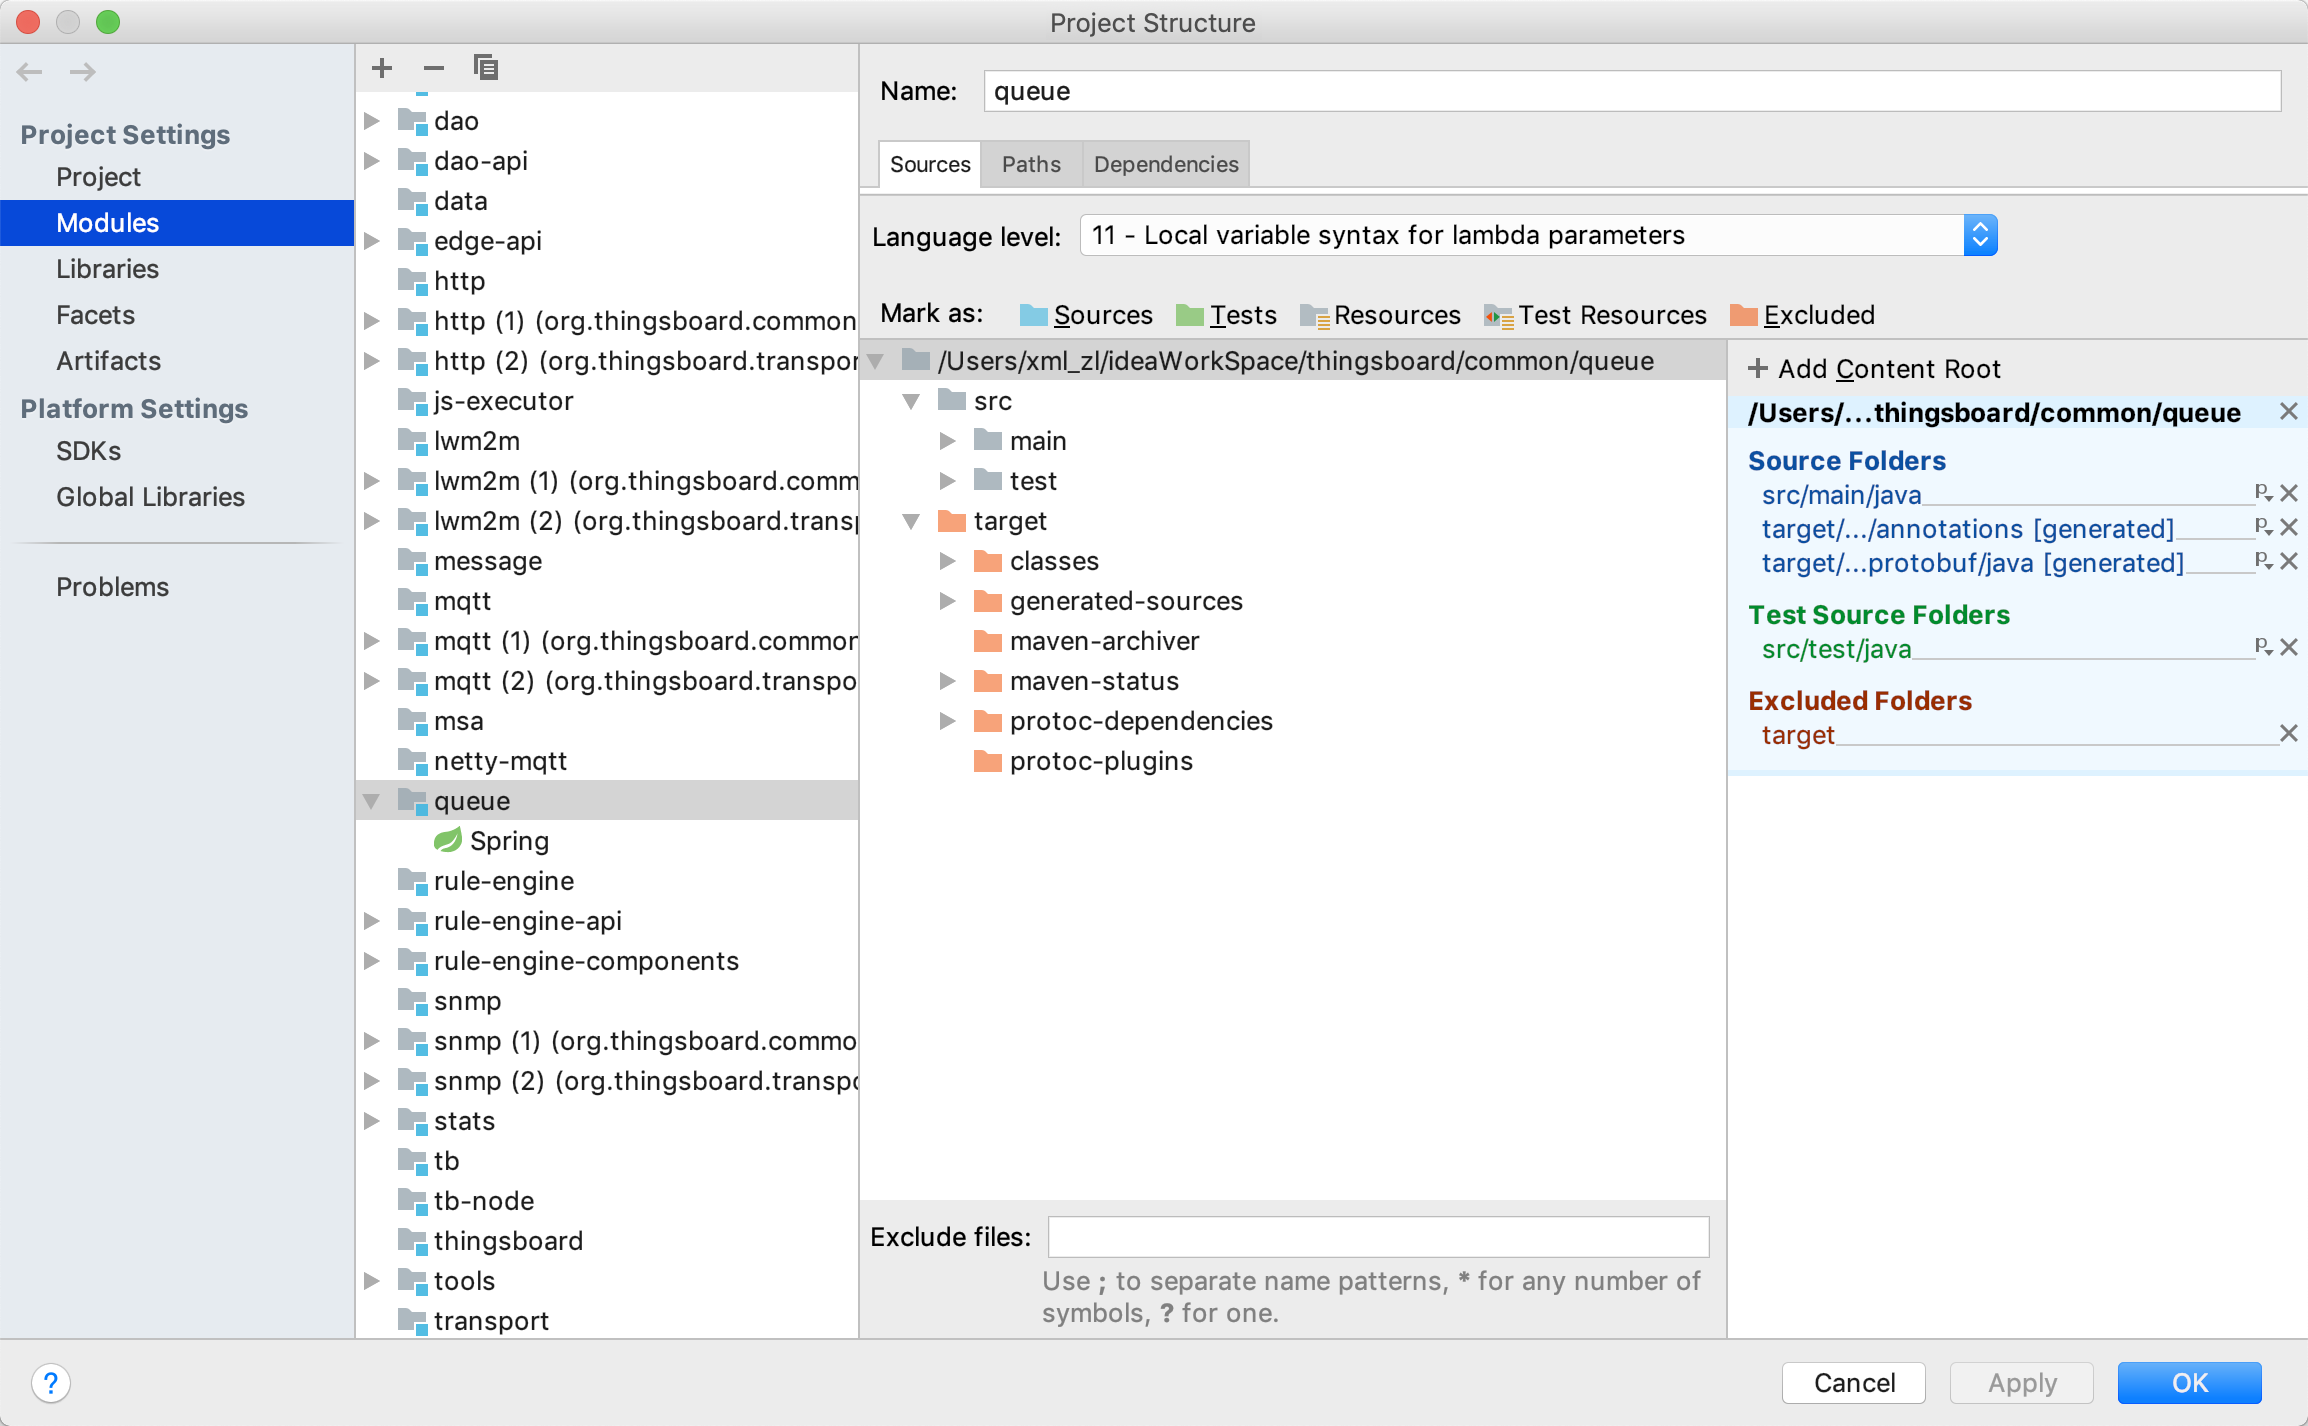 Project Structure
Project Settings
Project
Modules
Libraries
Facets
Artifacts
Platform Settings
SDKs
Global Libraries
Problems
dao
dao-api
data
edge-api
http
http (1) (org.thingsboard.common
http (2) (org.thingsboard.transpor
js-executor
lwm2m
lwm2m (1) (org.thingsboard.comm
lwm2m (2) (org.thingsboard.transp
message
mqtt
mqtt (1) (org.thingsboard.common
mqtt (2) (org.thingsboard.transpo
msa
netty-mqtt
queue
Spring
rule-engine
rule-engine-api
rule-engine-components
snmp
snmp (1) (org.thingsboard.commo
snmp (2) (org.thingsboard.transpo
stats
tb
tb-node
thingsboard
tools
transport
Name: queue
Sources Paths Dependencies
Language level: 11 - Local variable syntax for lambda parameters
Mark as: Sources Tests Resources Test Resources Excluded
/Users/xml_zl/ideaWorkSpace/thingsboard/common/queue
src
main
test
target
classes
generated-sources
maven-archiver
maven-status
protoc-dependencies
protoc-plugins
Exclude files:
Use ; to separate name patterns, * for any number of
symbols, ? for one.
Add Content Root
/Users/...thingsboard/common/queue
Source Folders
src/main/java
target/.../annotations [generated]
target/...protobuf/java [generated]
Test Source Folders
src/test/java
Excluded Folders
target
? Cancel Apply OK